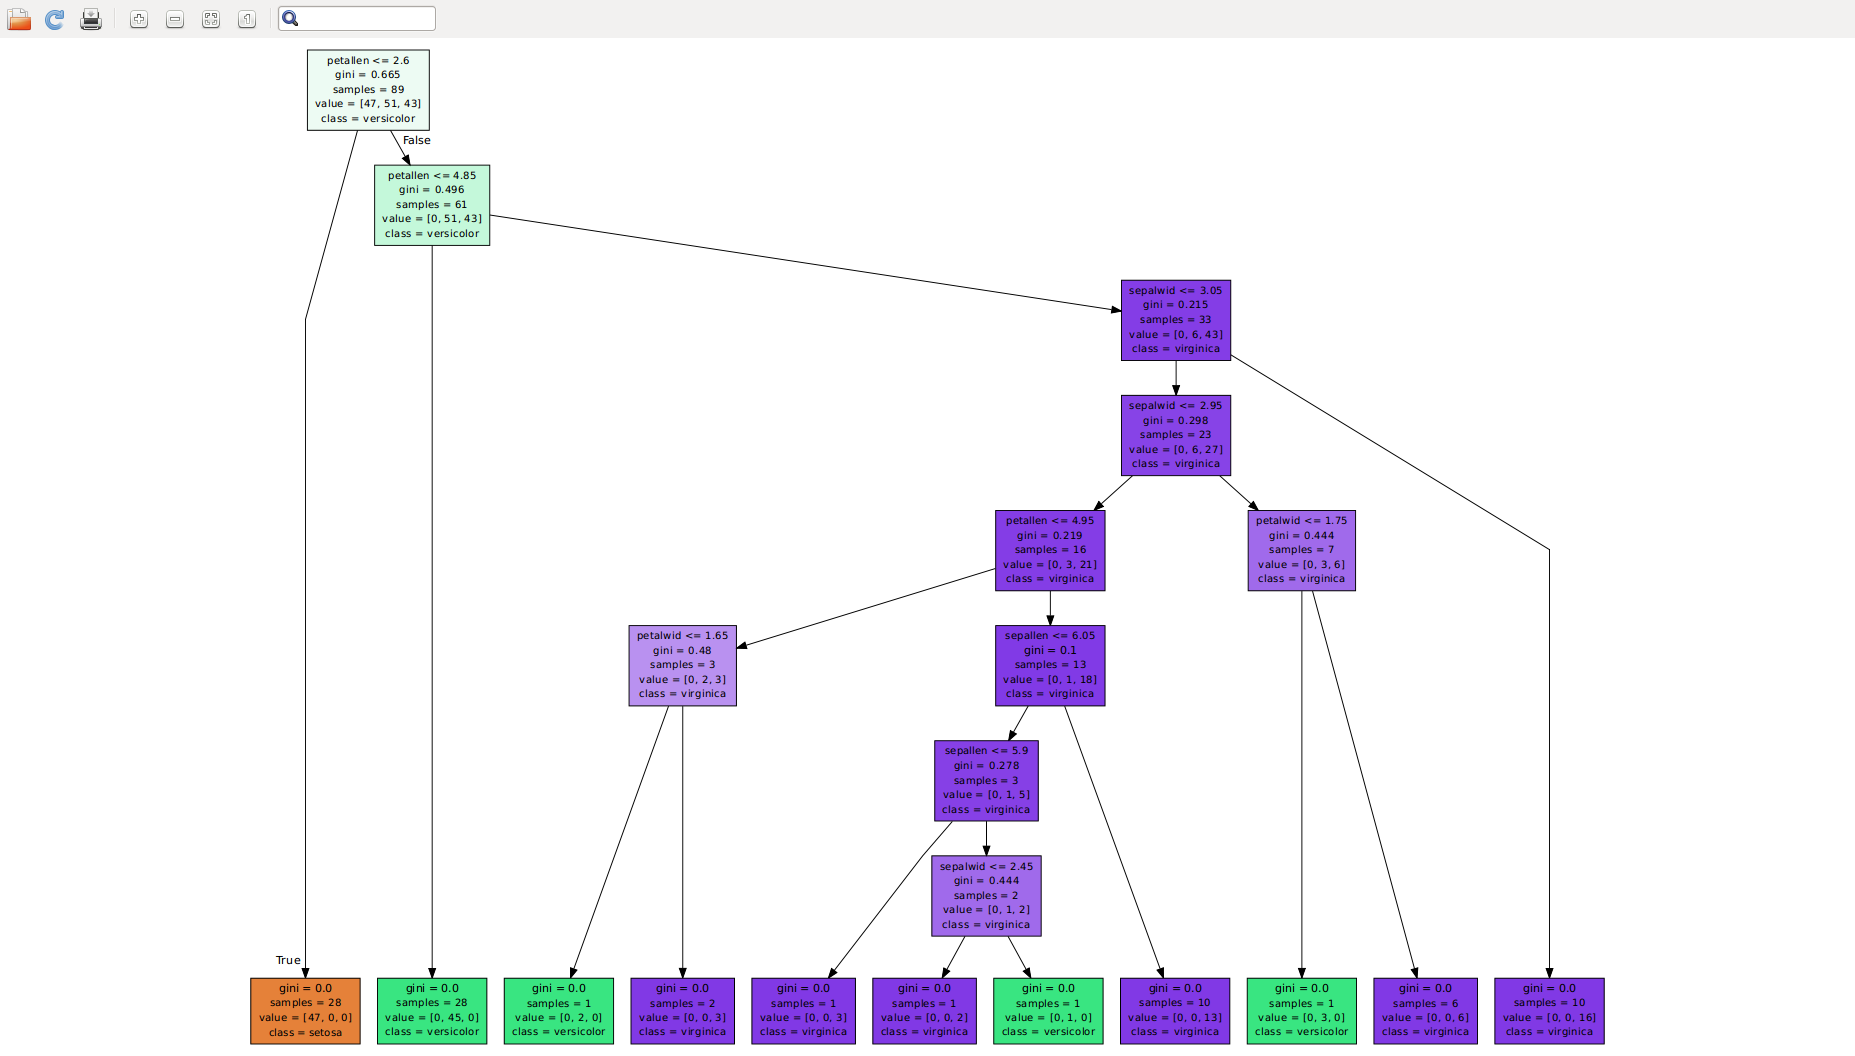 1
petallen <= 2.6
gini = 0.665
samples = 89
value = [47, 51, 43]
class = versicolor
False
petallen <= 4.85
gini = 0.496
samples = 61
value = [0, 51, 43]
class = versicolor
sepalwid <= 3.05
gini = 0.215
samples = 33
value = [0, 6, 43]
class = virginica
sepalwid <= 2.95
gini = 0.298
samples = 23
value = [0, 6, 27]
class = virginica
petallen <= 4.95
gini = 0.219
samples = 16
value = [0, 3, 21]
class = virginica
petalwid <= 1.75
gini = 0.444
samples = 7
value = [0, 3, 6]
class = virginica
petalwid <= 1.65
gini = 0.48
samples = 3
value = [0, 2, 3]
class = virginica
sepallen <= 6.05
gini = 0.1
samples = 13
value = [0, 1, 18]
class = virginica
sepallen <= 5.9
gini = 0.278
samples = 3
value = [0, 1, 5]
class = virginica
sepalwid <= 2.45
gini = 0.444
samples = 2
value = [0, 1, 2]
class = virginica
True
gini = 0.0
samples = 28
value = [47, 0, 0]
class = setosa
gini = 0.0
samples = 28
value = [0, 45, 0]
class = versicolor
gini = 0.0
samples = 1
value = [0, 2, 0]
class = versicolor
gini = 0.0
samples = 2
value = [0, 0, 3]
class = virginica
gini = 0.0
samples = 1
value = [0, 0, 3]
class = virginica
gini = 0.0
samples = 1
value = [0, 0, 2]
class = virginica
gini = 0.0
samples = 1
value = [0, 1, 0]
class = versicolor
gini = 0.0
samples = 10
value = [0, 0, 13]
class = virginica
gini = 0.0
samples = 1
value = [0, 3, 0]
class = versicolor
gini = 0.0
samples = 6
value = [0, 0, 6]
class = virginica
gini = 0.0
samples = 10
value = [0, 0, 16]
class = virginica